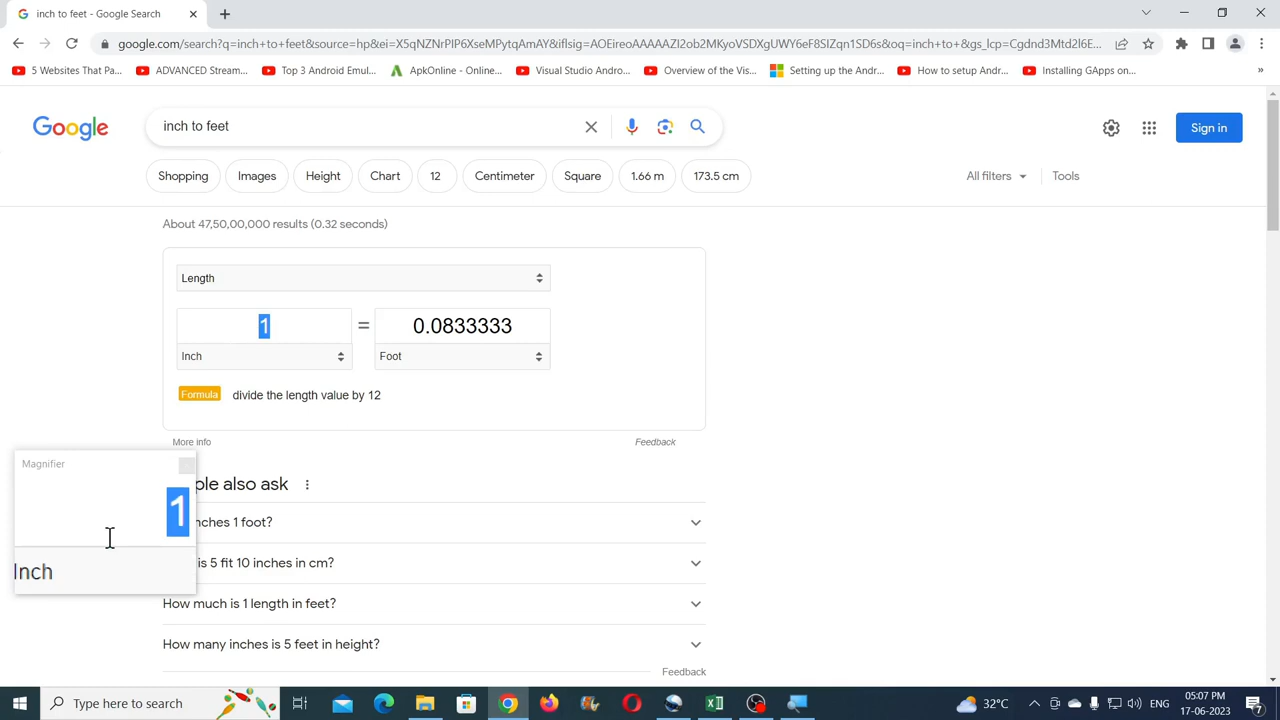 inch to feet - Google Search
google.com/search?q=inch+to+feet&source=hp&ei=X5qNZNrPIP6XsAMPytqAmAY&iflsig=AOEireoAAAAAZI2ob2MKyoVSDXgUWY6eF8SIZqn1SD6s&oq=inch+to+&gs_lcp=Cgdnd3Mtd2l6E...
5 Websites That Pa...
ADVANCED Stream...
Top 3 Android Emul...
ApkOnline - Online...
Visual Studio Andro...
Overview of the Vis...
Setting up the Andr...
How to setup Andr...
Installing GApps on...
»
Google
inch to feet
Sign in
Shopping
Images
Height
Chart
12
Centimeter
Square
1.66 m
173.5 cm
All filters
Tools
About 47,50,00,000 results (0.32 seconds)
Length
1 = 0.0833333
Inch
Foot
Formula divide the length value by 12
More info
Feedback
Magnifier
1
Inch
ple also ask
nches 1 foot?
is 5 fit 10 inches in cm?
How much is 1 length in feet?
How many inches is 5 feet in height?
Feedback
Type here to search
32°C
ENG
05:07 PM
17-06-2023
7